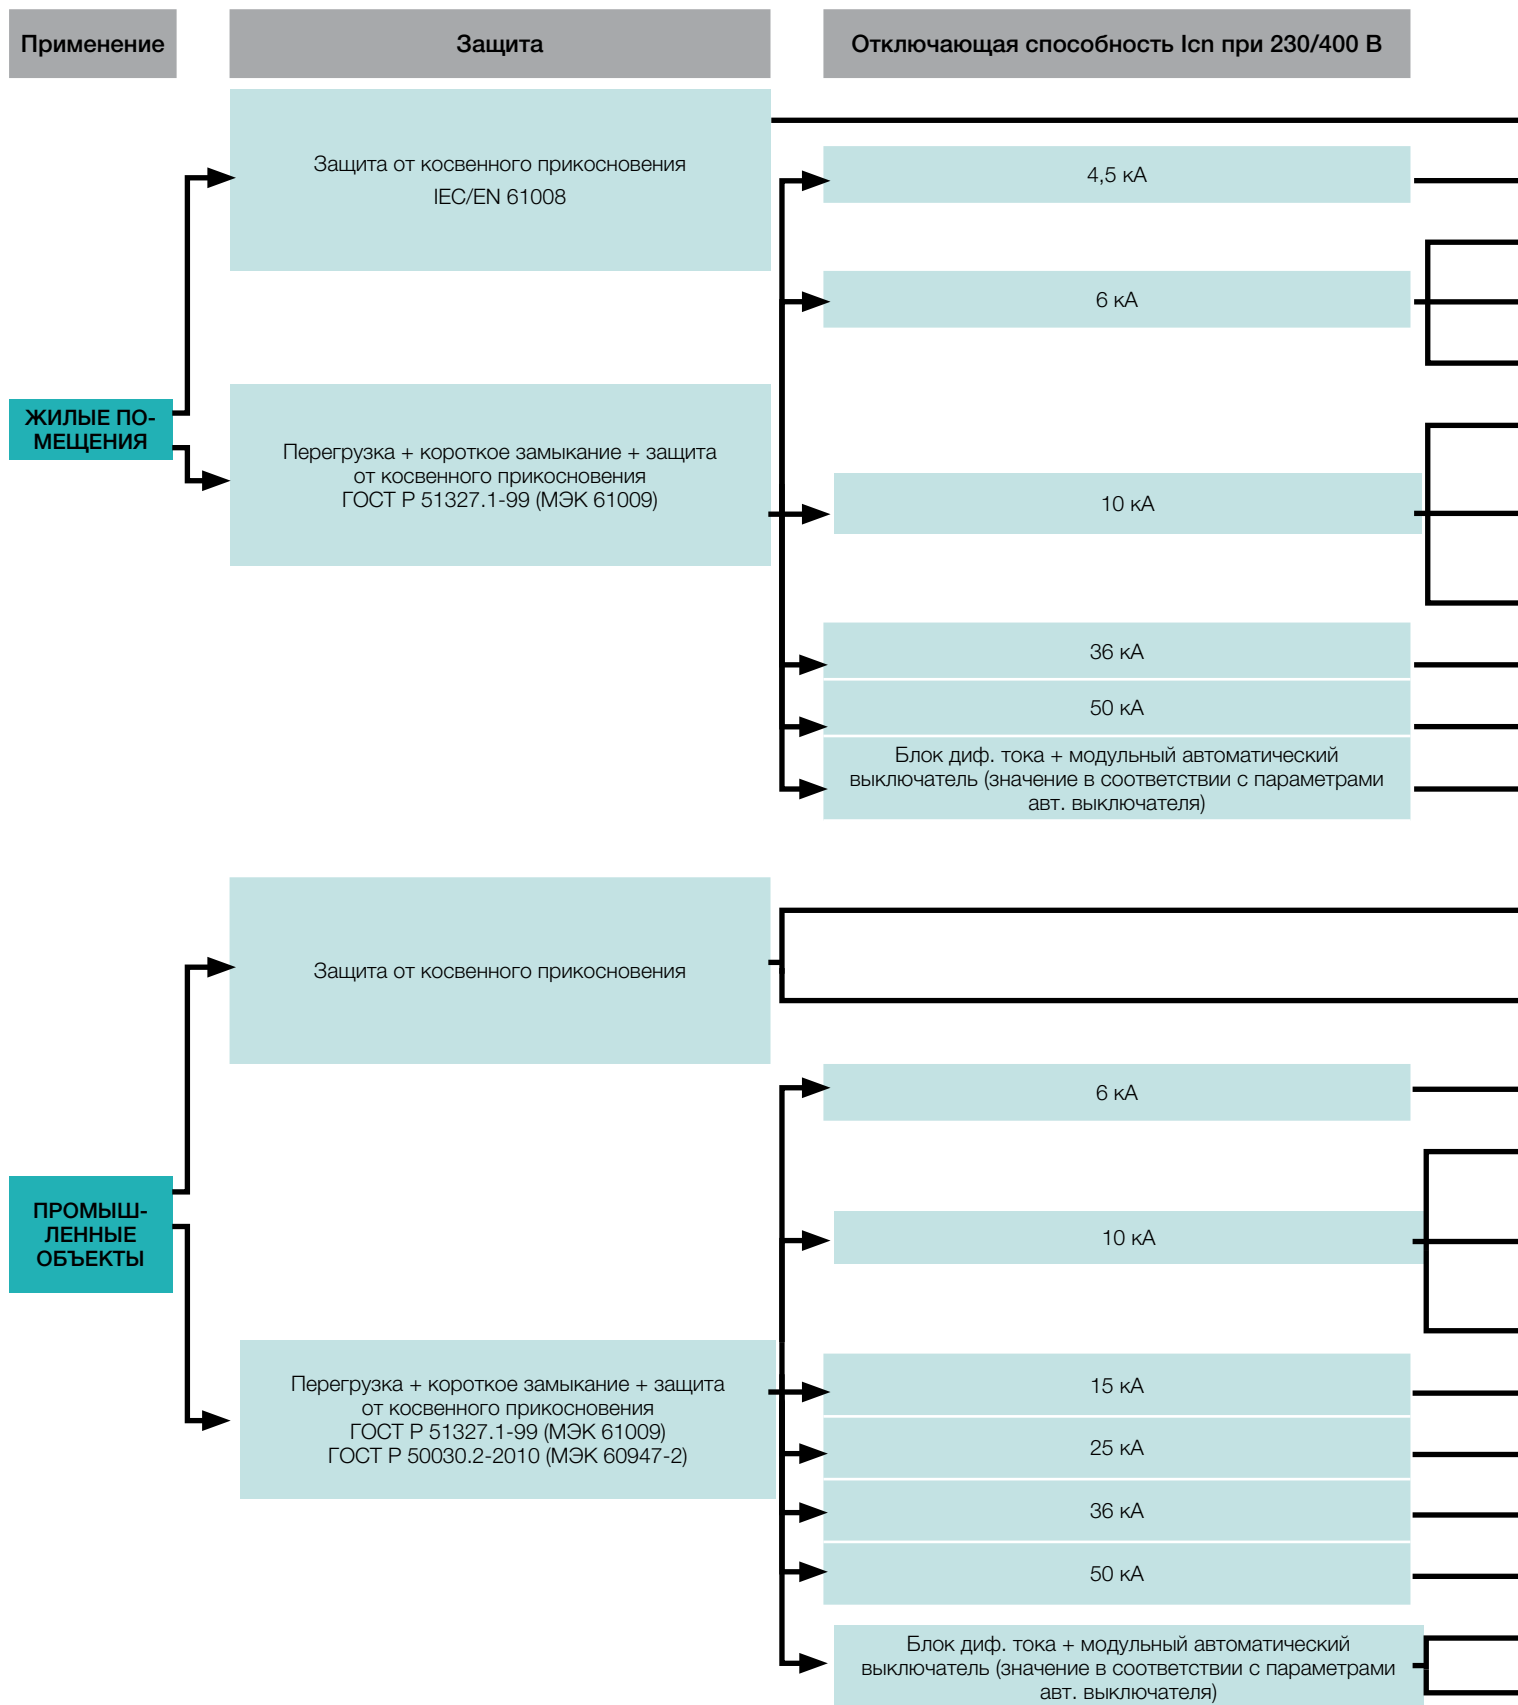 Применение
Защита
Отключающая способность Icn при 230/400 В
Защита от косвенного прикосновения
IEC/EN 61008
4,5 кА
6 кА
ЖИЛЫЕ ПО-
МЕЩЕНИЯ
Перегрузка + короткое замыкание + защита
от косвенного прикосновения
ГОСТ Р 51327.1-99 (МЭК 61009)
10 кА
36 кА
50 кА
Блок диф. тока + модульный автоматический
выключатель (значение в соответствии с параметрами
авт. выключателя)
Защита от косвенного прикосновения
6 кА
ПРОМЫШ-
ЛЕННЫЕ
ОБЪЕКТЫ
10 кА
Перегрузка + короткое замыкание + защита
от косвенного прикосновения
ГОСТ Р 51327.1-99 (МЭК 61009)
ГОСТ Р 50030.2-2010 (МЭК 60947-2)
15 кА
25 кА
36 кА
50 кА
Блок диф. тока + модульный автоматический
выключатель (значение в соответствии с параметрами
авт. выключателя)